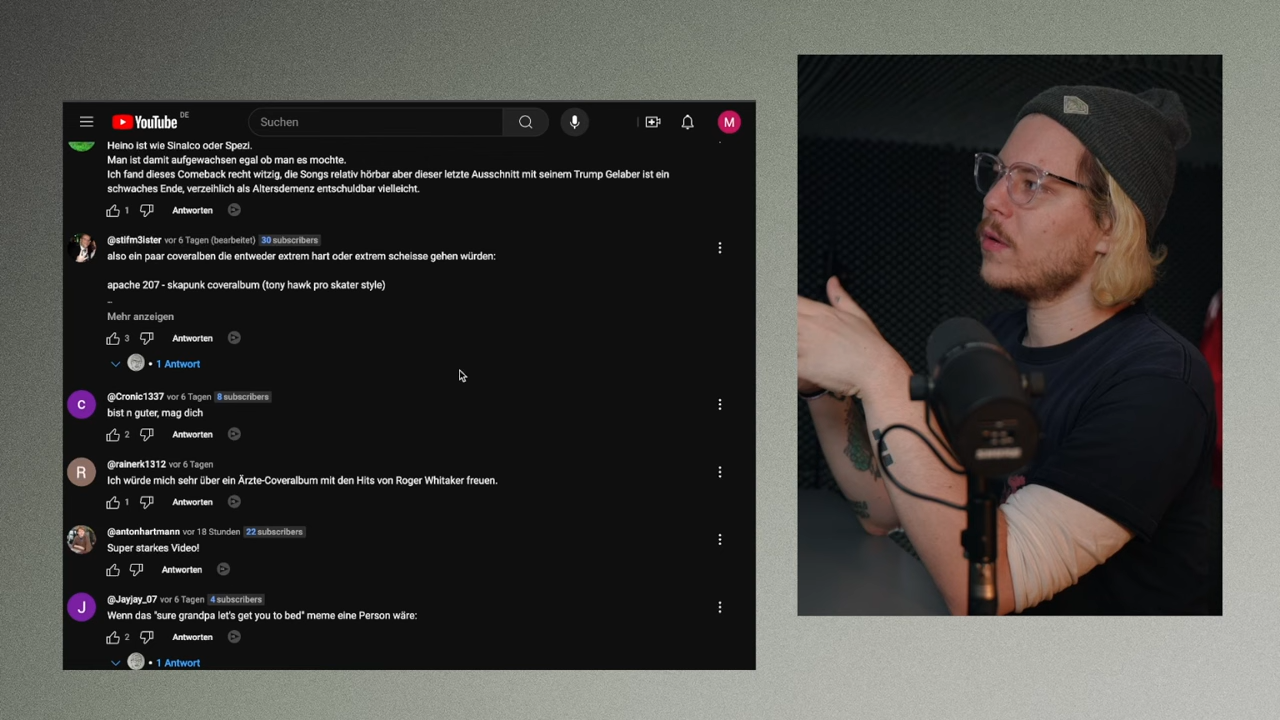 YouTube DE
Suchen
M
Heino ist wie Sinalco oder Spezi.
Man ist damit aufgewachsen egal ob man es mochte.
Ich fand dieses Comeback recht witzig, die Songs relativ hörbar aber dieser letzte Ausschnitt mit seinem Trump Gelaber ist ein
schwaches Ende, verzeihlich als Altersdemenz entschuldbar vielleicht.
1 Antworten
@stifm3ister vor 6 Tagen (bearbeitet) 30 subscribers
also ein paar coveralben die entweder extrem hart oder extrem scheisse gehen würden:
apache 207 - skapunk coveralbum (tony hawk pro skater style)
–
Mehr anzeigen
3 Antworten
• 1 Antwort
C
@Cronic1337 vor 6 Tagen 8 subscribers
bist n guter, mag dich
2 Antworten
R
@rainerk1312 vor 6 Tagen
Ich würde mich sehr über ein Ärzte-Coveralbum mit den Hits von Roger Whitaker freuen.
1 Antworten
@antonhartmann vor 18 Stunden 22 subscribers
Super starkes Video!
Antworten
J
@Jayjay_07 vor 6 Tagen 4 subscribers
Wenn das "sure grandpa let's get you to bed" meme eine Person wäre:
2 Antworten
• 1 Antwort